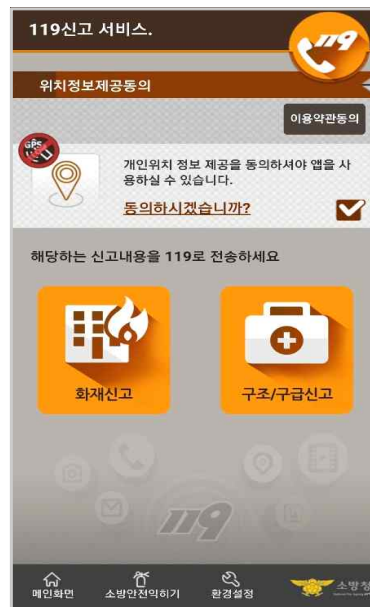 119신고 서비스.
119
위치정보제공동의
이용약관동의
GPS
개인위치 정보 제공을 동의하셔야 앱을 사
용하실 수 있습니다.
동의하시겠습니까?
해당하는 신고내용을 119로 전송하세요
화재신고
구조/구급신고
119
메인화면
소방안전익히기
환경설정
소방청